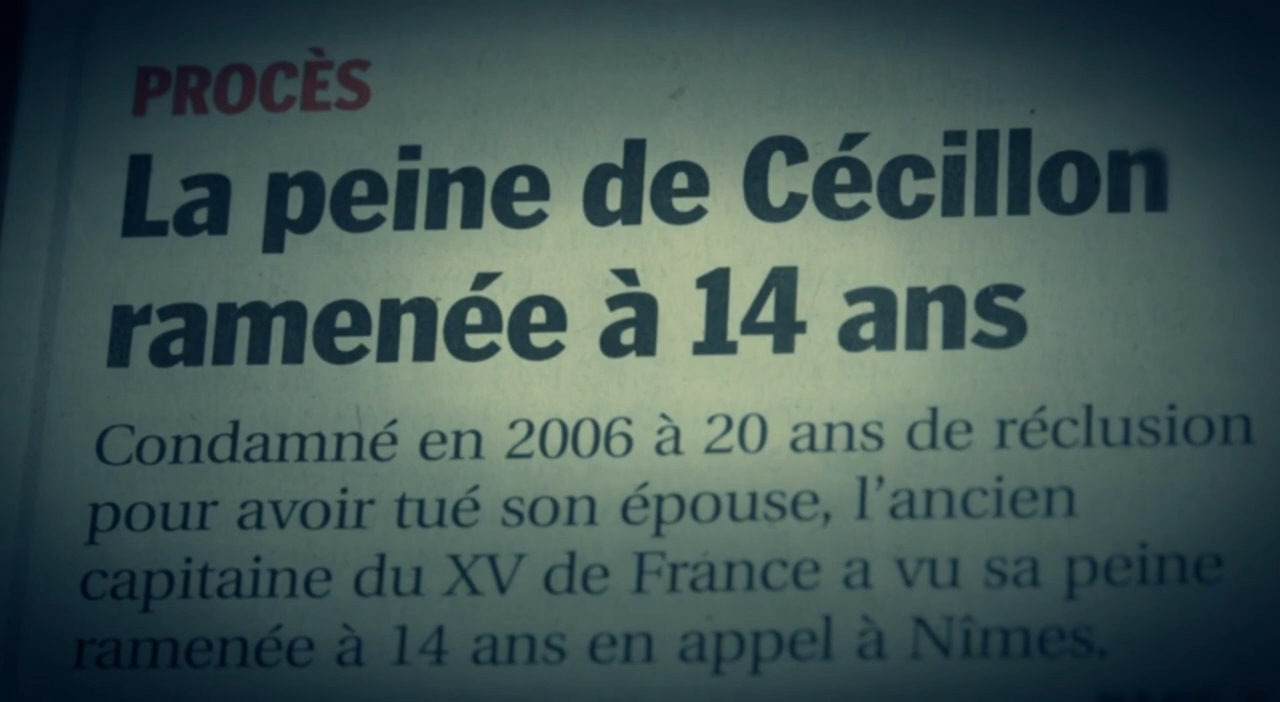 PROCÈS
La peine de Cécillon
ramenée à 14 ans
Condamné en 2006 à 20 ans de réclusion
pour avoir tué son épouse, l'ancien
capitaine du XV de France a vu sa peine
ramenée à 14 ans en appel à Nîmes.